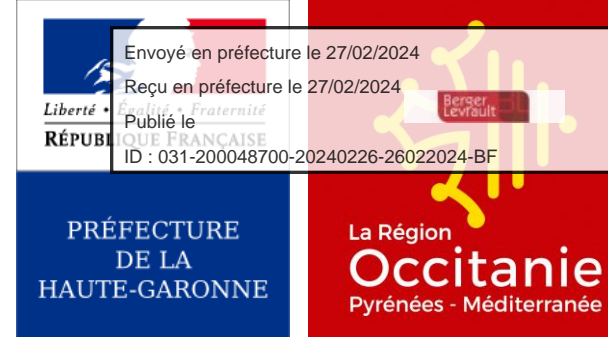 Envoyé en préfecture le 27/02/2024
Reçu en préfecture le 27/02/2024
Publié le
Berger
Levrault
ID : 031-200048700-20240226-26022024-BF
Liberté • Égalité • Fraternité
RÉPUBLIQUE FRANÇAISE
PRÉFECTURE
DE LA
HAUTE-GARONNE
La Région
Occitanie
Pyrénées - Méditerranée